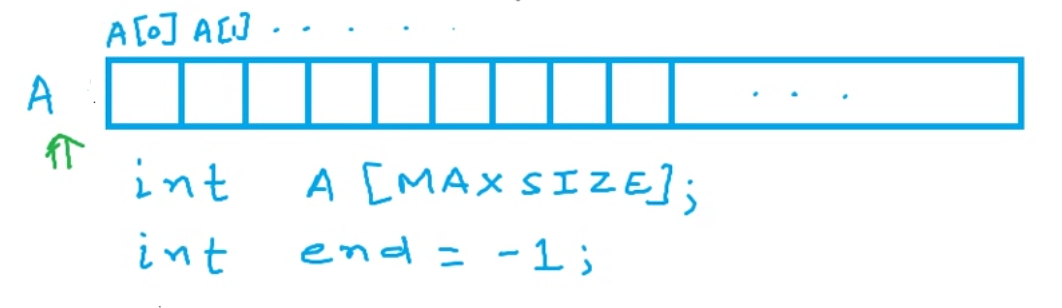 A[0] A[1] . . . . .
A . . .
int A [MAXSIZE];
int end = -1;